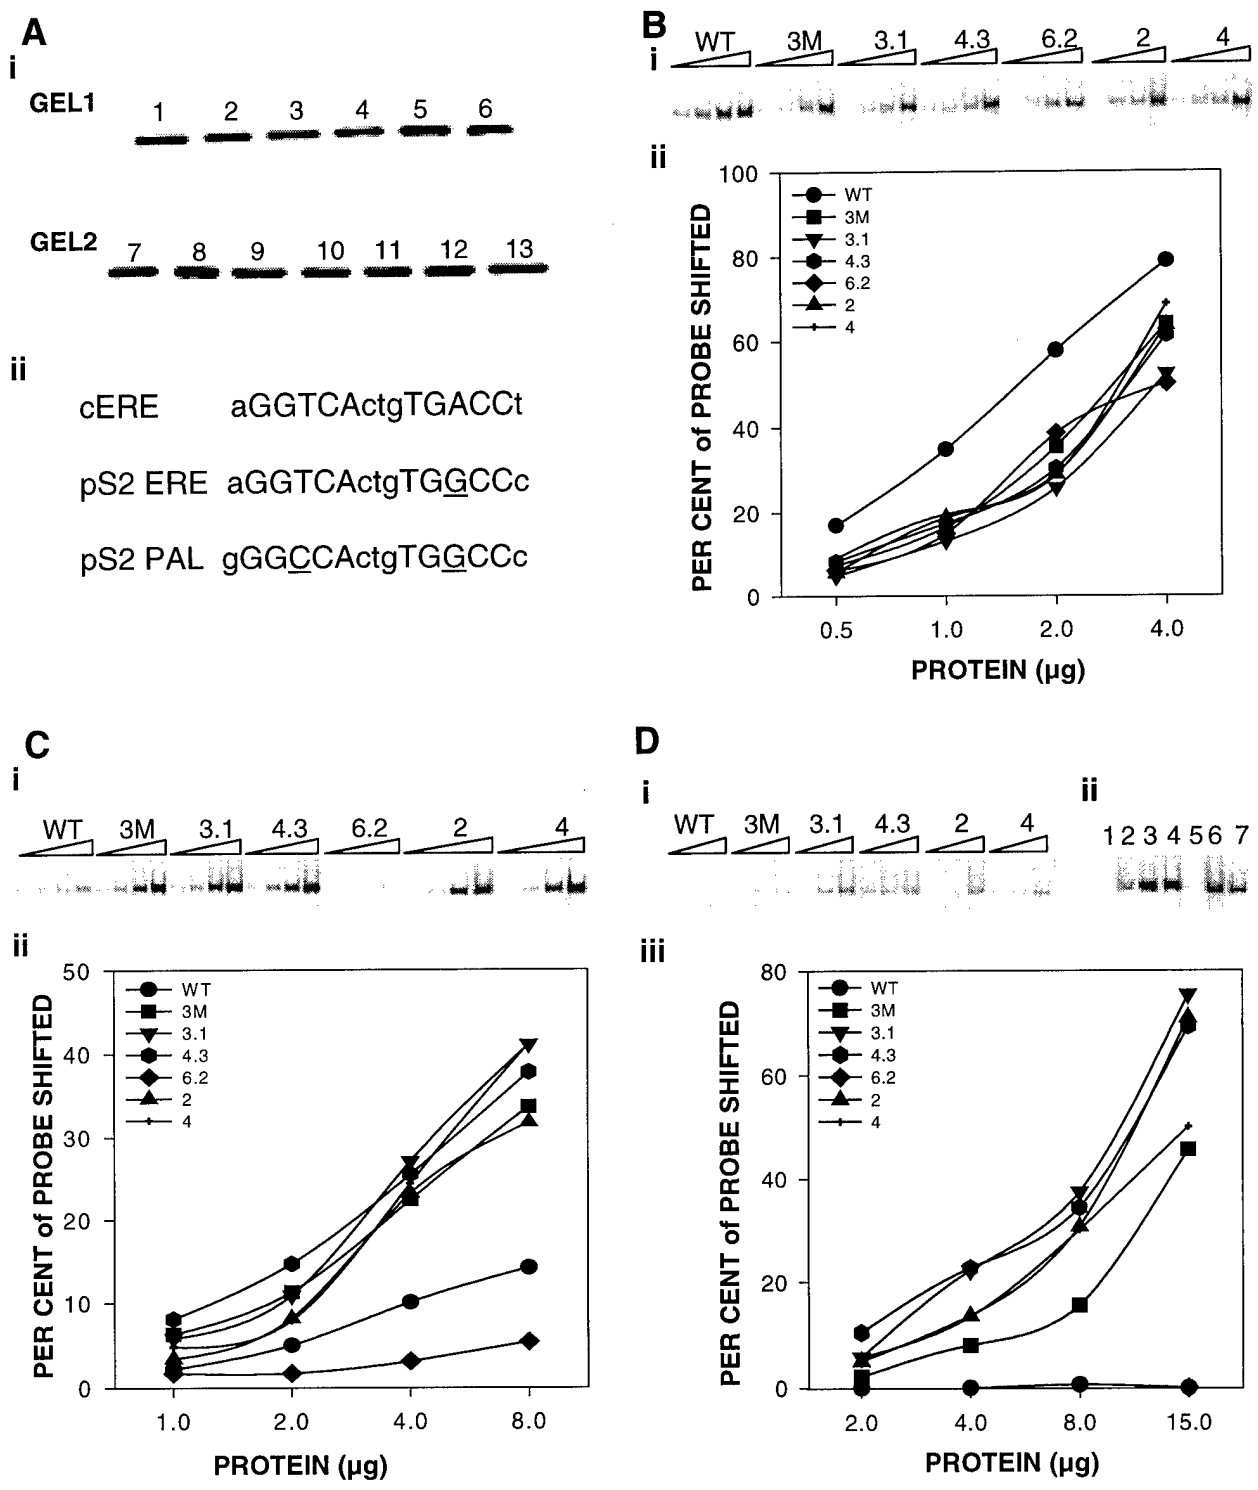 A
i
GEL1
1 2 3 4 5 6
GEL2
7 8 9 10 11 12 13
ii
cERE aGGTCActgTGACCt
pS2 ERE aGGTCActgTGGCCc
pS2 PAL gGGCCActgTGGCCc
B
i
WT 3M 3.1 4.3 6.2 2 4
ii
PER CENT of PROBE SHIFTED
100
80
60
40
20
0
WT
3M
3.1
4.3
6.2
2
4
0.5 1.0 2.0 4.0
PROTEIN (µg)
C
i
WT 3M 3.1 4.3 6.2 2 4
ii
PER CENT of PROBE SHIFTED
50
40
30
20
10
0
WT
3M
3.1
4.3
6.2
2
4
1.0 2.0 4.0 8.0
PROTEIN (µg)
D
i
WT 3M 3.1 4.3 2 4
ii
1 2 3 4 5 6 7
iii
PER CENT of PROBE SHIFTED
80
60
40
20
0
WT
3M
3.1
4.3
6.2
2
4
2.0 4.0 8.0 15.0
PROTEIN (µg)